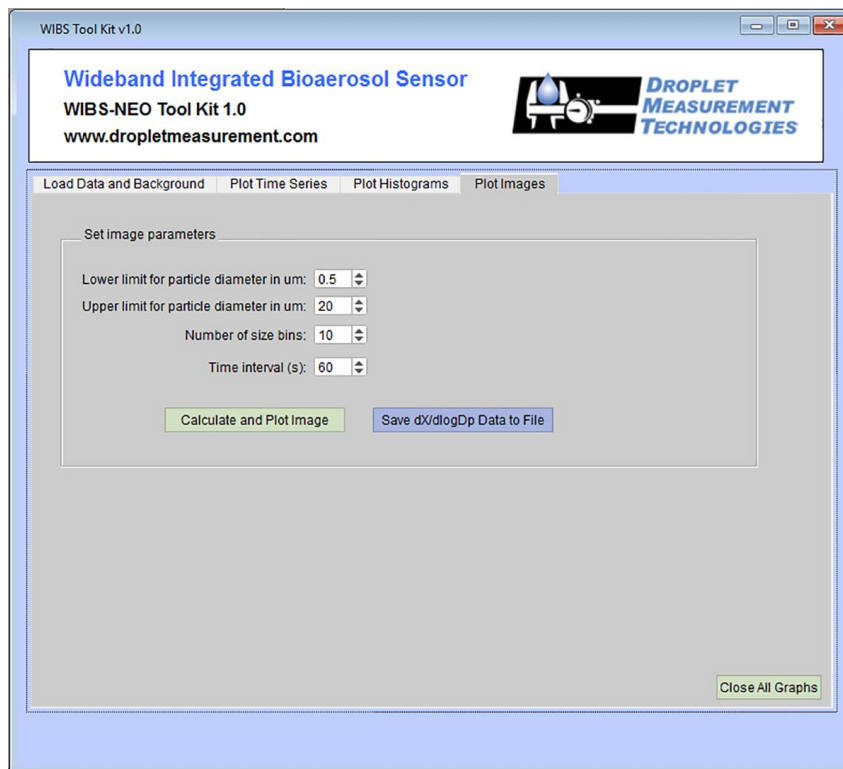 WIBS Tool Kit v1.0
Wideband Integrated Bioaerosol Sensor
WIBS-NEO Tool Kit 1.0
www.dropletmeasurement.com
DROPLET
MEASUREMENT
TECHNOLOGIES
Load Data and Background Plot Time Series Plot Histograms Plot Images
Set image parameters
Lower limit for particle diameter in um: 0.5
Upper limit for particle diameter in um: 20
Number of size bins: 10
Time interval (s): 60
Calculate and Plot Image Save dX/dlogDp Data to File
Close All Graphs